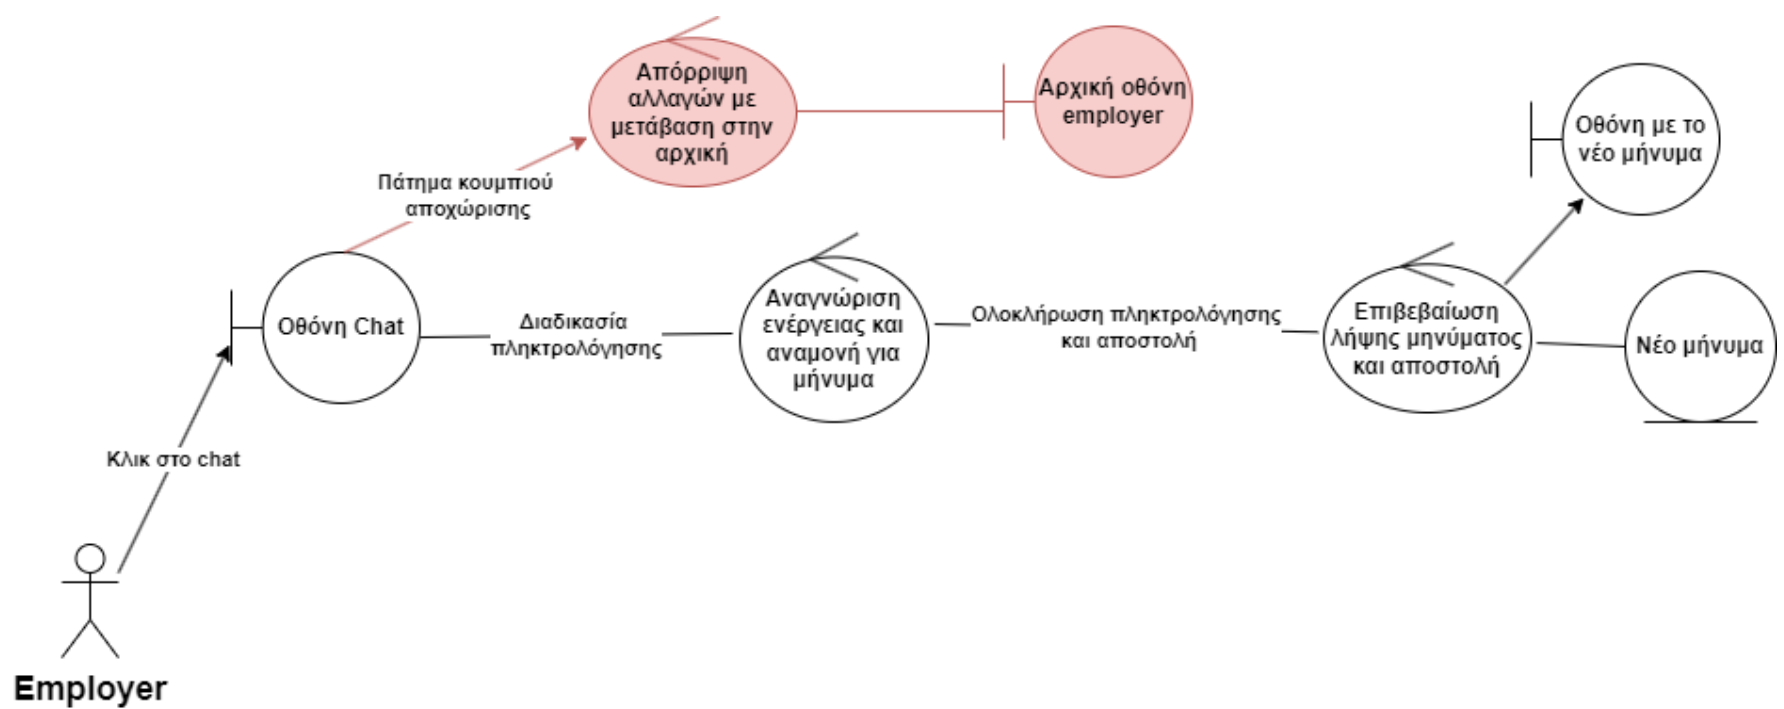 Απόρριψη
αλλαγών με
μετάβαση στην
αρχική
Αρχική οθόνη
employer
Οθόνη με το
νέο μήνυμα
Πάτημα κουμπιού
αποχώρισης
Οθόνη Chat
Διαδικασία
πληκτρολόγησης
Αναγνώριση
ενέργειας και
αναμονή για
μήνυμα
Ολοκλήρωση πληκτρολόγησης
και αποστολή
Επιβεβαίωση
λήψης μηνύματος
και αποστολή
Νέο μήνυμα
Κλικ στο chat
Employer